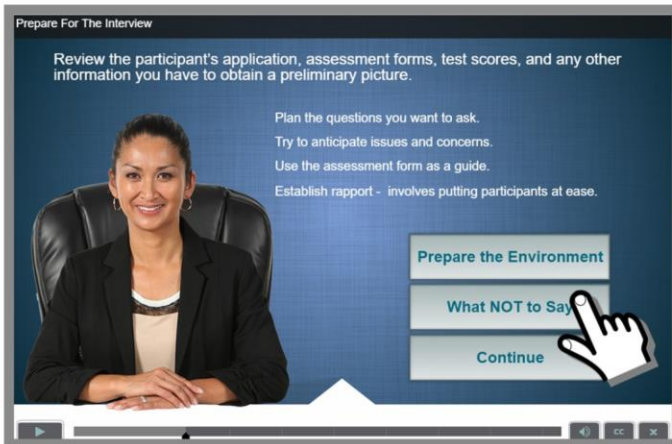 Prepare For The Interview
Review the participant's application, assessment forms, test scores, and any other
information you have to obtain a preliminary picture.
Plan the questions you want to ask.
Try to anticipate issues and concerns.
Use the assessment form as a guide.
Establish rapport - involves putting participants at ease.
Prepare the Environment
What NOT to Say
Continue
CC